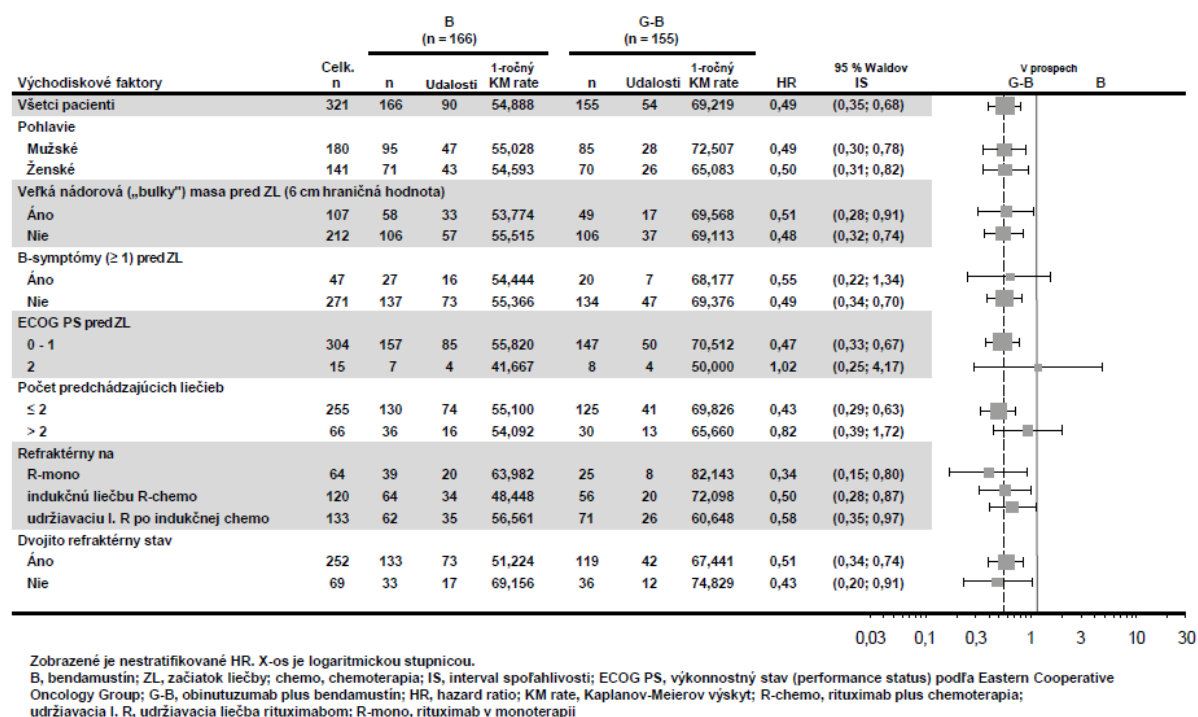 B G-B
(n = 166) (n = 155)
Celk. 1-ročný 1-ročný 95 % Waldov V prospech
Východiskové faktory n n Udalosti KM rate n Udalosti KM rate HR IS G-B B
Všetci pacienti 321 166 90 54,888 155 54 69,219 0,49 (0,35; 0,68)
Pohlavie
Mužské 180 95 47 55,028 85 28 72,507 0,49 (0,30; 0,78)
Ženské 141 71 43 54,593 70 26 65,083 0,50 (0,31; 0,82)
Veľká nádorová („bulky") masa pred ZL (6 cm hraničná hodnota)
Áno 107 58 33 53,774 49 17 69,568 0,51 (0,28; 0,91)
Nie 212 106 57 55,515 106 37 69,113 0,48 (0,32; 0,74)
B-symptómy (≥ 1) pred ZL
Áno 47 27 16 54,444 20 7 68,177 0,55 (0,22; 1,34)
Nie 271 137 73 55,366 134 47 69,376 0,49 (0,34; 0,70)
ECOG PS pred ZL
0 - 1 304 157 85 55,820 147 50 70,512 0,47 (0,33; 0,67)
2 15 7 4 41,667 8 4 50,000 1,02 (0,25; 4,17)
Počet predchádzajúcich liečieb
≤ 2 255 130 74 55,100 125 41 69,826 0,43 (0,29; 0,63)
> 2 66 36 16 54,092 30 13 65,660 0,82 (0,39; 1,72)
Refraktérny na
R-mono 64 39 20 63,982 25 8 82,143 0,34 (0,15; 0,80)
indukčnú liečbu R-chemo 120 64 34 48,448 56 20 72,098 0,50 (0,28; 0,87)
udržiavaciu l. R po indukčnej chemo 133 62 35 56,561 71 26 60,648 0,58 (0,35; 0,97)
Dvojito refraktérny stav
Áno 252 133 73 51,224 119 42 67,441 0,51 (0,34; 0,74)
Nie 69 33 17 69,156 36 12 74,829 0,43 (0,20; 0,91)
0,03 0,1 0,3 1 3 10 30
Zobrazené je nestratifikované HR. X-os je logaritmickou stupnicou.
B, bendamustín; ZL, začiatok liečby; chemo, chemoterapia; IS, interval spoľahlivosti; ECOG PS, výkonnostný stav (performance status) podľa Eastern Cooperative
Oncology Group; G-B, obinutuzumab plus bendamustín; HR, hazard ratio; KM rate, Kaplanov-Meierov výskyt; R-chemo, rituximab plus chemoterapia;
udržiavacia l. R, udržiavacia liečba rituximabom; R-mono, rituximab v monoterapii